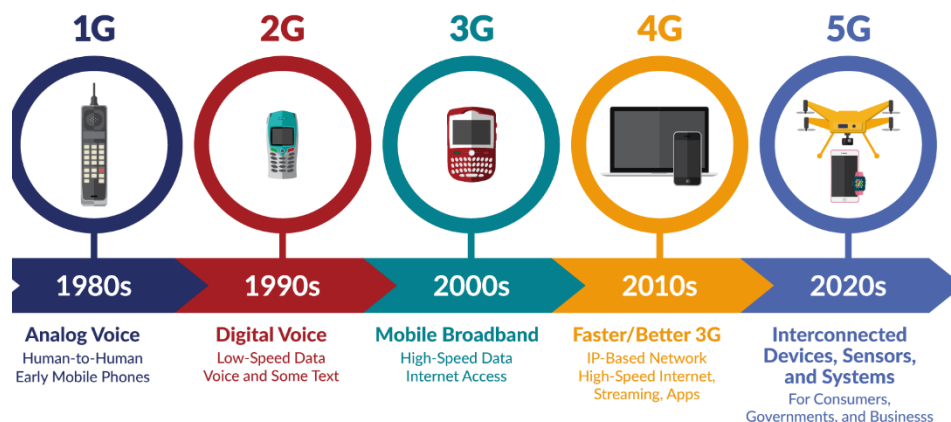 1G
2G
3G
4G
5G
1980s
1990s
2000s
2010s
2020s
Analog Voice
Human-to-Human
Early Mobile Phones
Digital Voice
Low-Speed Data
Voice and Some Text
Mobile Broadband
High-Speed Data
Internet Access
Faster/Better 3G
IP-Based Network
High-Speed Internet,
Streaming, Apps
Interconnected
Devices, Sensors,
and Systems
For Consumers,
Governments, and Businesss